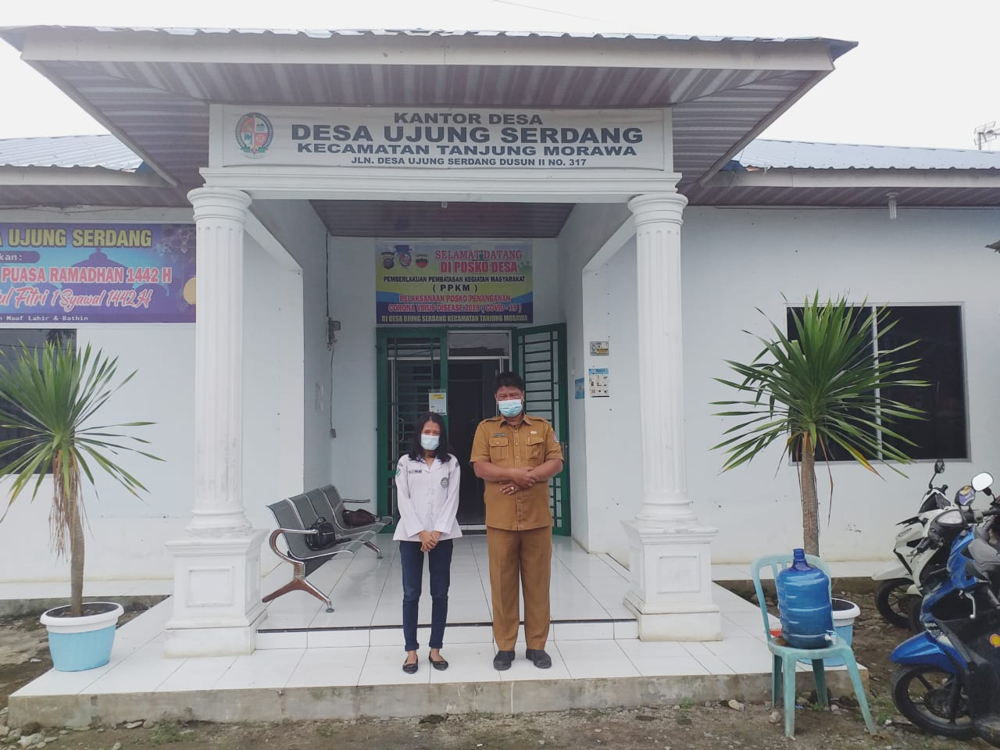 KANTOR DESA
DESA UJUNG SERDANG
KECAMATAN TANJUNG MORAWA
JLN. DESA UJUNG SERDANG DUSUN II NO. 317
UJUNG SERDANG
kan :
PUASA RAMADHAN 1442 H
ul Fitri 1 Syawal 1442 H
Maaf Lahir & Bathin
SELAMAT DATANG
DI POSKO DESA
PEMBERLAKUAN PEMBATASAN KEGIATAN MASYARAKAT
( PPKM )
PELAKSANAAN POSKO PENANGANAN
CORONA VIRUS DISEASE 2019 ( COVID - 19 )
DI DESA UJUNG SERDANG KECAMATAN TANJUNG MORAWA